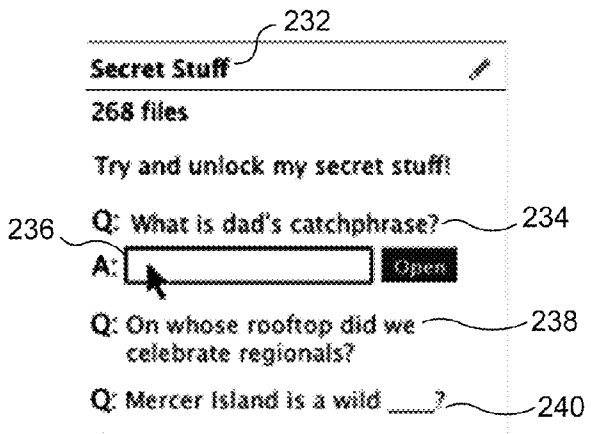 232
Secret Stuff
268 files
Try and unlock my secret stuff!
Q: What is dad's catchphrase? 234
236
A: Open
Q: On whose rooftop did we 238
celebrate regionals?
Q: Mercer Island is a wild ____? 240